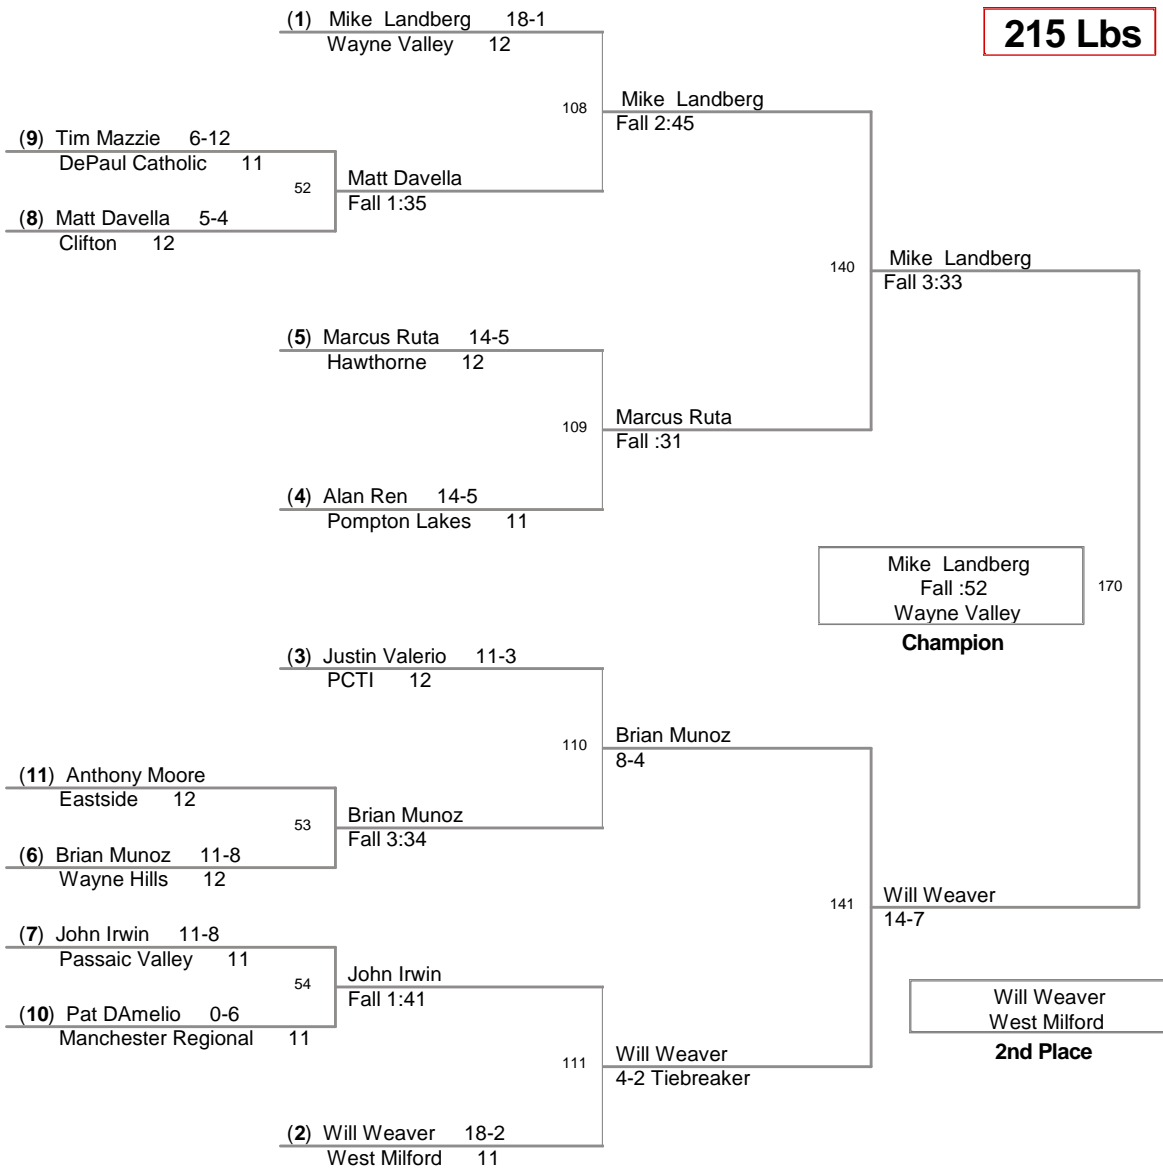 (1) Mike Landberg 18-1
Wayne Valley 12
215 Lbs
108
Mike Landberg
Fall 2:45
(9) Tim Mazzie 6-12
DePaul Catholic 11
52
Matt Davella
Fall 1:35
(8) Matt Davella 5-4
Clifton 12
140
Mike Landberg
Fall 3:33
(5) Marcus Ruta 14-5
Hawthorne 12
109
Marcus Ruta
Fall :31
(4) Alan Ren 14-5
Pompton Lakes 11
Mike Landberg
Fall :52
Wayne Valley
Champion
170
(3) Justin Valerio 11-3
PCTI 12
110
Brian Munoz
8-4
(11) Anthony Moore
Eastside 12
53
Brian Munoz
Fall 3:34
(6) Brian Munoz 11-8
Wayne Hills 12
141
Will Weaver
14-7
(7) John Irwin 11-8
Passaic Valley 11
54
John Irwin
Fall 1:41
(10) Pat DAmelio 0-6
Manchester Regional 11
Will Weaver
West Milford
2nd Place
111
Will Weaver
4-2 Tiebreaker
(2) Will Weaver 18-2
West Milford 11